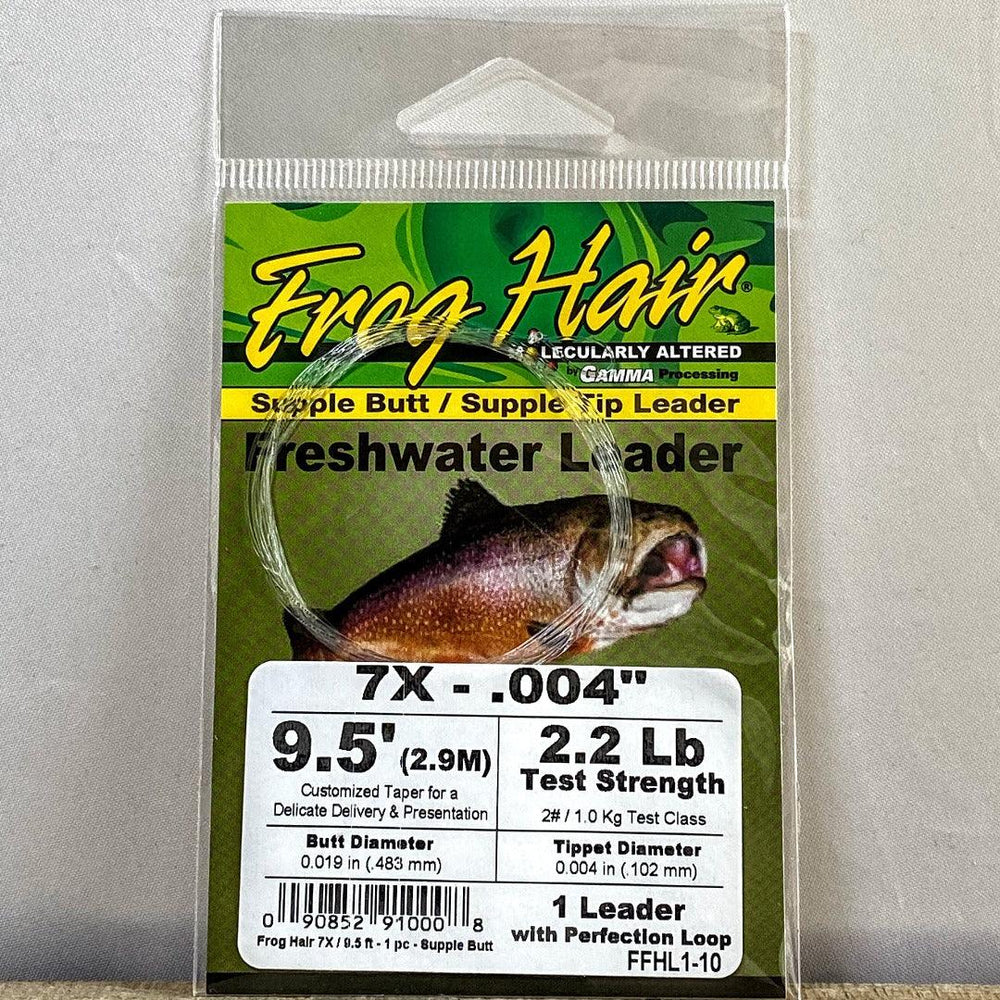 Frog Hair®
LECULARLY ALTERED
by GAMMA Processing
Supple Butt / Supple Tip Leader
Freshwater Leader
7X - .004"
9.5' (2.9M)
Customized Taper for a
Delicate Delivery & Presentation
2.2 Lb
Test Strength
2# / 1.0 Kg Test Class
Butt Diameter
0.019 in (.483 mm)
Tippet Diameter
0.004 in (.102 mm)
0 90852 91000 8
Frog Hair 7X / 9.5 ft - 1 pc - Supple Butt
1 Leader
with Perfection Loop
FFHL1-10